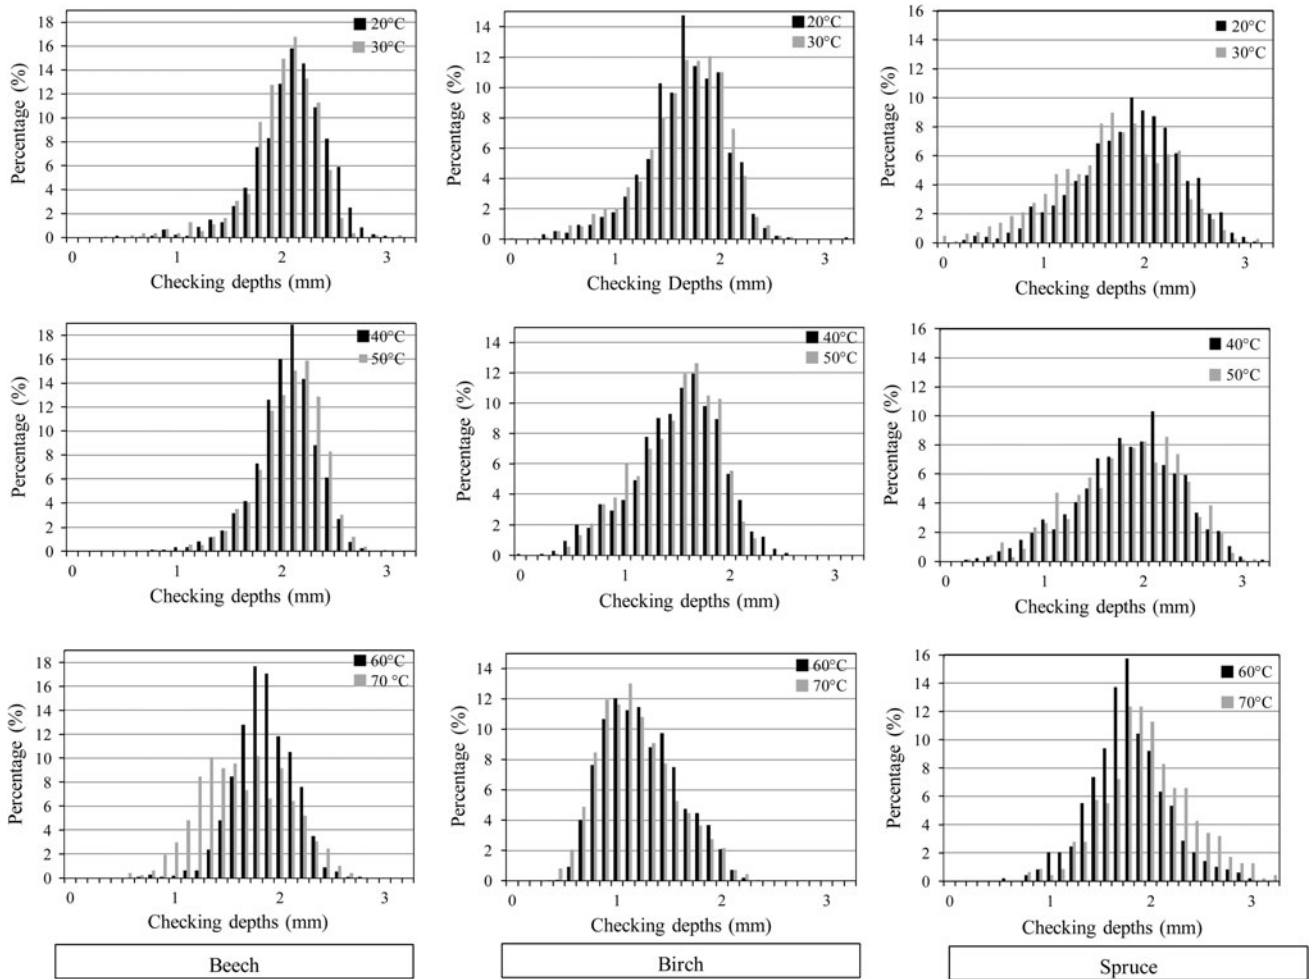 Percentage (%)
18
16
14
12
10
8
6
4
2
0
20°C
30°C
0 1 2 3
Checking depths (mm)
Percentage (%)
14
12
10
8
6
4
2
0
20°C
30°C
0 1 2 3
Checking Depths (mm)
Percentage (%)
16
14
12
10
8
6
4
2
0
20°C
30°C
0 1 2 3
Checking depths (mm)
Percentage (%)
18
16
14
12
10
8
6
4
2
0
40°C
50°C
0 1 2 3
Checking depths (mm)
Percentage (%)
14
12
10
8
6
4
2
0
40°C
50°C
0 1 2 3
Checking depths (mm)
Percentage (%)
16
14
12
10
8
6
4
2
0
40°C
50°C
0 1 2 3
Checking depths (mm)
Percentage (%)
18
16
14
12
10
8
6
4
2
0
60°C
70 °C
0 1 2 3
Checking depths (mm)
Percentage (%)
14
12
10
8
6
4
2
0
60°C
70°C
0 1 2 3
Checking depths (mm)
Percentage (%)
16
14
12
10
8
6
4
2
0
60°C
70°C
0 1 2 3
Checking depths (mm)
Beech
Birch
Spruce